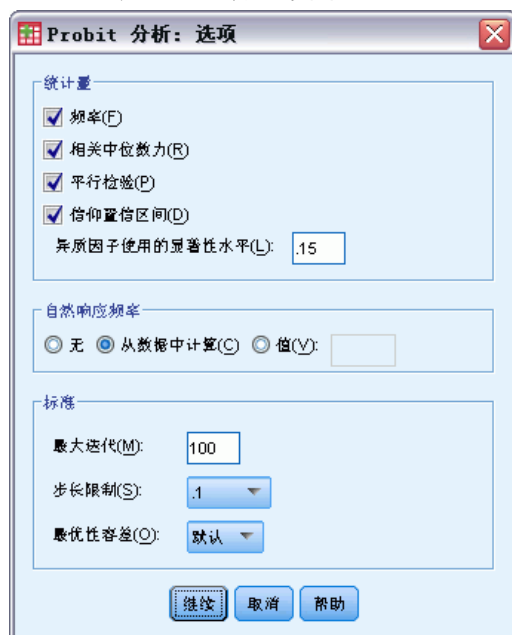 Probit 分析: 选项
统计量
频率(F)
相关中位数力(R)
平行检验(P)
信仰置信区间(D)
异质因子使用的显著性水平(L): .15
自然响应频率
无 从数据中计算(C) 值(V):
标准
最大迭代(M): 100
步长限制(S): .1
最优性容差(O): 默认
继续 取消 帮助